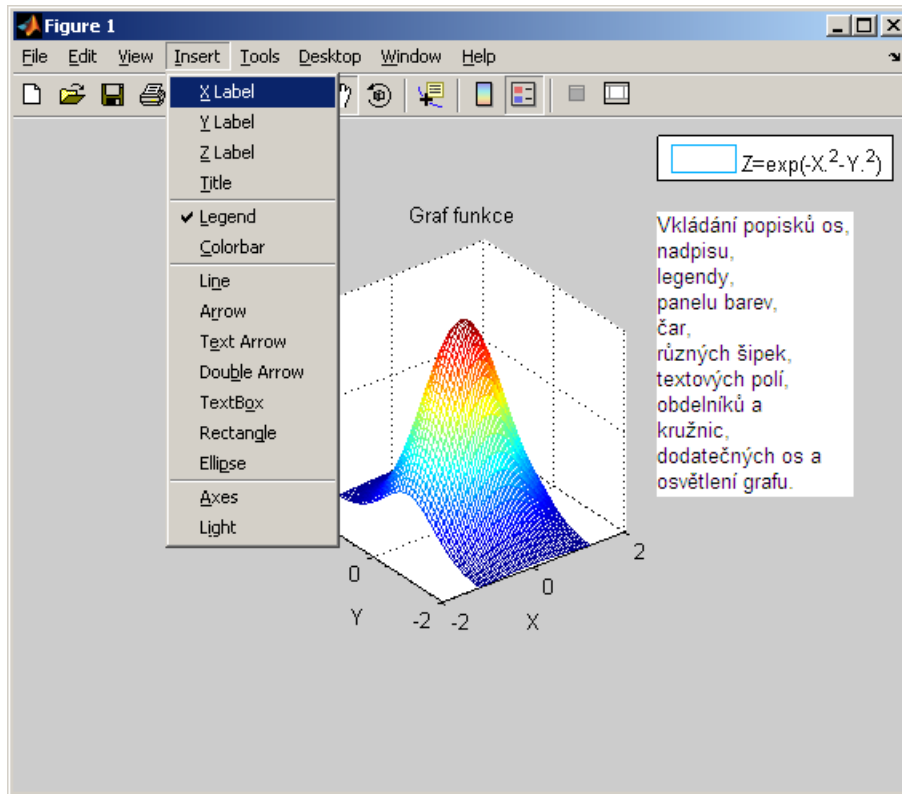 Figure 1
File Edit View Insert Tools Desktop Window Help
X Label
Y Label
Z Label
Title
Legend
Colorbar
Line
Arrow
Text Arrow
Double Arrow
TextBox
Rectangle
Ellipse
Axes
Light
Z=exp(-X.²-Y.²)
Graf funkce
Vkládání popisků os,
nadpisu,
legendy,
panelu barev,
čar,
různých šipek,
textových polí,
obdelníků a
kružnic,
dodatečných os a
osvětlení grafu.
2
0
0
-2 -2
Y X